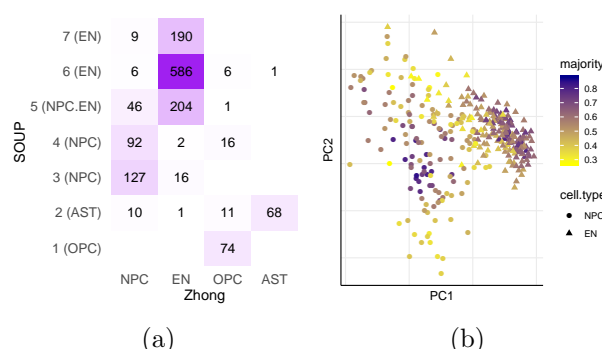 SOUP
7 (EN) 9 190
6 (EN) 6 586 6 1
5 (NPC.EN) 46 204 1
4 (NPC) 92 2 16
3 (NPC) 127 16
2 (AST) 10 1 11 68
1 (OPC) 74
NPC EN OPC AST
Zhong
(a)
PC2
PC1
majority
0.8
0.7
0.6
0.5
0.4
0.3
cell.type
NPC
EN
(b)